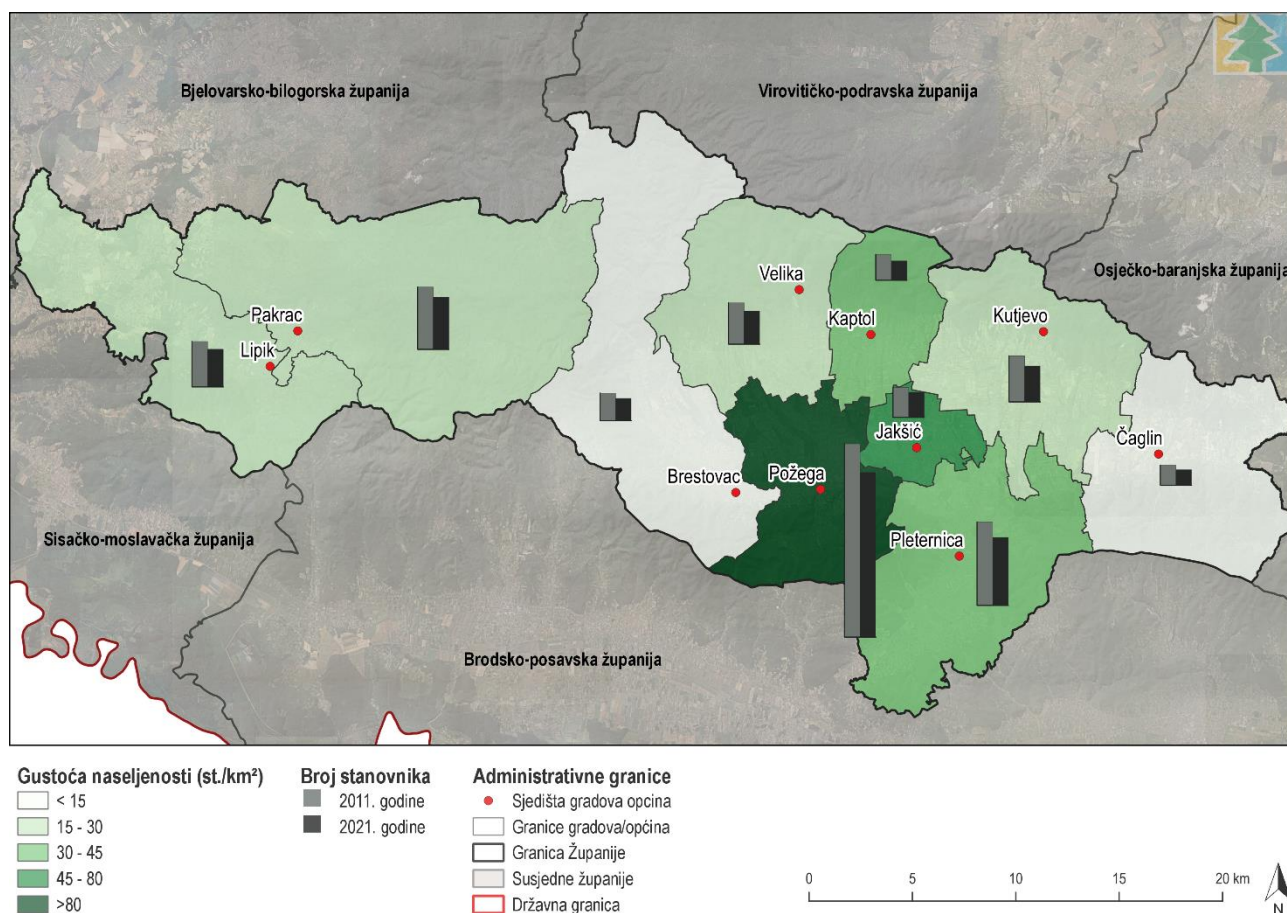 Bjelovarsko-bilogorska županija
Virovitičko-podravska županija
Osječko-baranjska županija
Velika
Pakrac
Kaptol
Kutjevo
Lipik
Jakšić
Čaglin
Brestovac
Požega
Sisačko-moslavačka županija
Pleternica
Brodsko-posavska županija
Gustoća naseljenosti (st./km²)
< 15
15 - 30
30 - 45
45 - 80
>80
Broj stanovnika
2011. godine
2021. godine
Administrativne granice
Sjedišta gradova opcina
Granice gradova/općina
Granica Županije
Susjedne županije
Državna granica
0 5 10 15 20 km
N